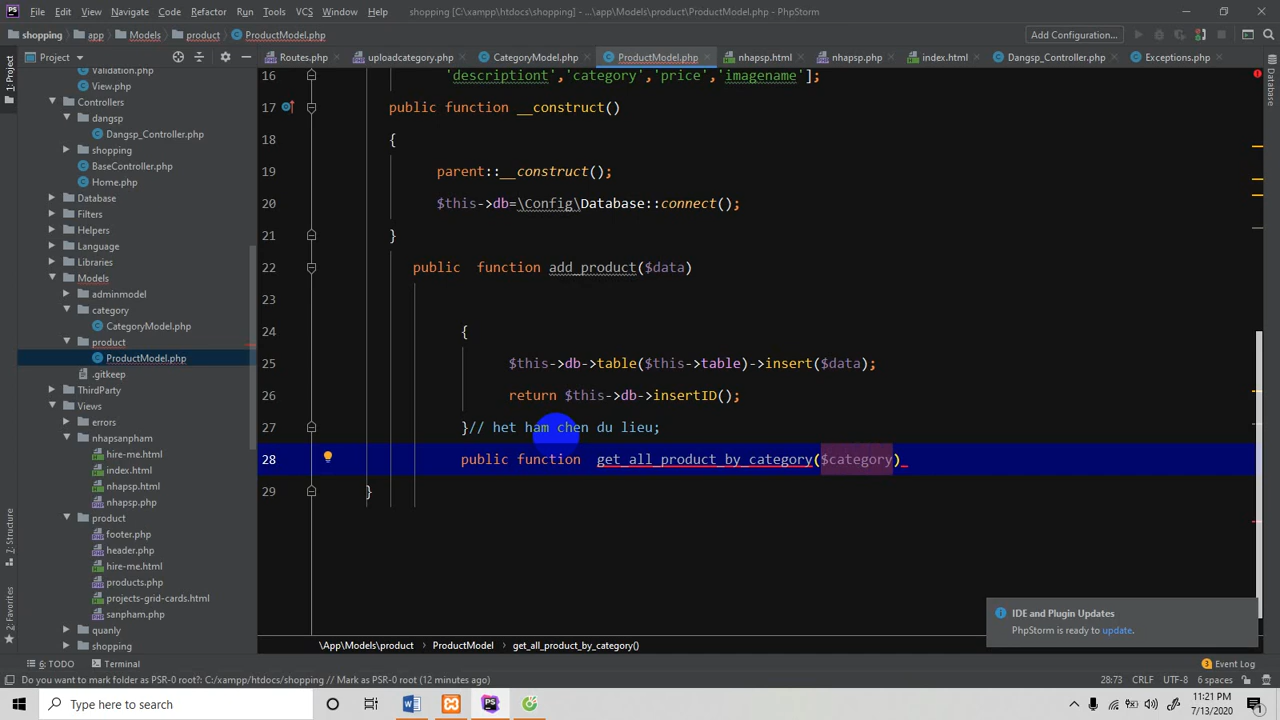 File Edit View Navigate Code Refactor Run Tools VCS Window Help shopping [C:\xampp\htdocs\shopping] - ...\app\Models\product\ProductModel.php - PhpStorm
shopping app Models product ProductModel.php Add Configuration...
Project Routes.php uploadcategory.php CategoryModel.php ProductModel.php nhapsp.html nhapsp.php index.html Dangsp_Controller.php Exceptions.php
1: Project
Database
Validation.php
View.php
Controllers
dangsp
Dangsp_Controller.php
shopping
BaseController.php
Home.php
Database
Filters
Helpers
Language
Libraries
Models
adminmodel
category
CategoryModel.php
product
ProductModel.php
.gitkeep
ThirdParty
Views
errors
nhapsanpham
hire-me.html
index.html
nhapsp.html
nhapsp.php
product
footer.php
header.php
hire-me.html
products.php
projects-grid-cards.html
sanpham.php
quanly
shopping
7: Structure
2: Favorites
16 'descriptiont','category','price','imagename'];
17 public function __construct()
18 {
19 parent::__construct();
20 $this->db=\Config\Database::connect();
21 }
22 public function add_product($data)
23
24 {
25 $this->db->table($this->table)->insert($data);
26 return $this->db->insertID();
27 }// het ham chen du lieu;
28 public function get_all_product_by_category($category)
29 }
IDE and Plugin Updates
PhpStorm is ready to update.
\App\Models\product ProductModel get_all_product_by_category()
6: TODO Terminal Event Log
Do you want to mark folder as PSR-0 root?: C:/xampp/htdocs/shopping // Mark as PSR-0 root? (12 minutes ago) 28:73 CRLF UTF-8 6 spaces
Type here to search
11:21 PM
7/13/2020